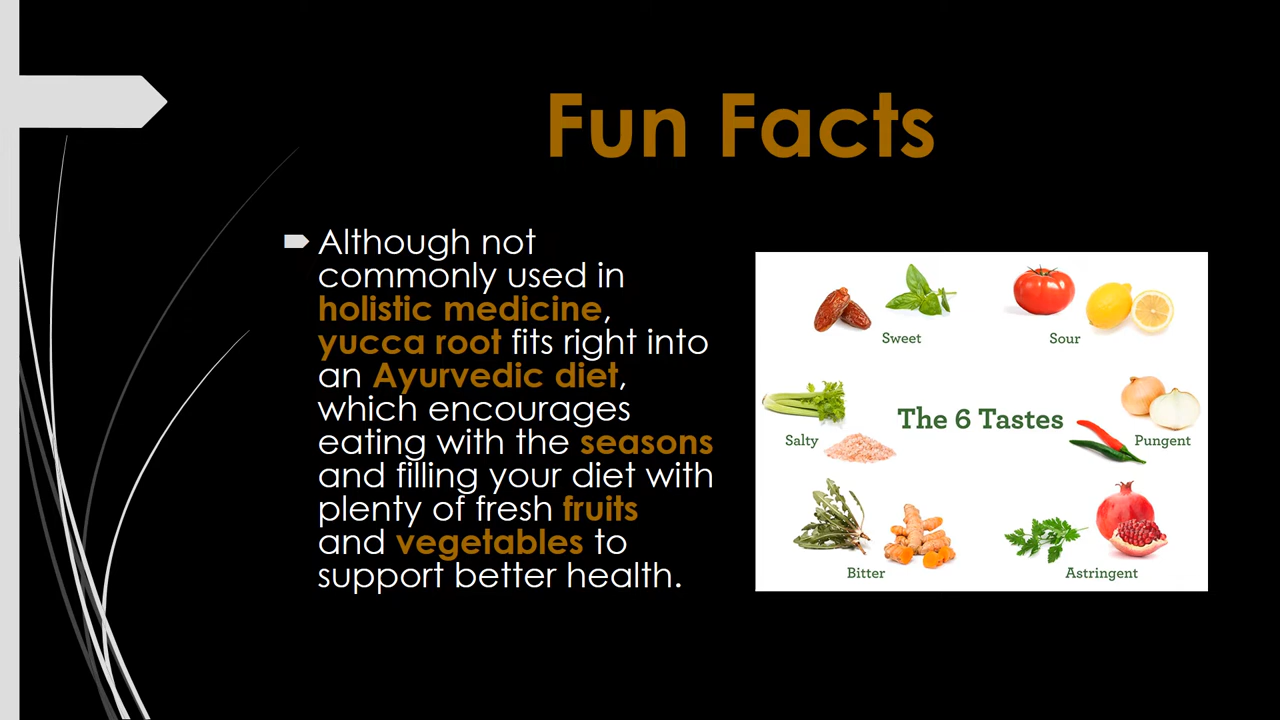 Fun Facts
Although not
commonly used in
holistic medicine,
yucca root fits right into
an Ayurvedic diet,
which encourages
eating with the seasons
and filling your diet with
plenty of fresh fruits
and vegetables to
support better health.
Sweet
Sour
Salty
The 6 Tastes
Pungent
Bitter
Astringent